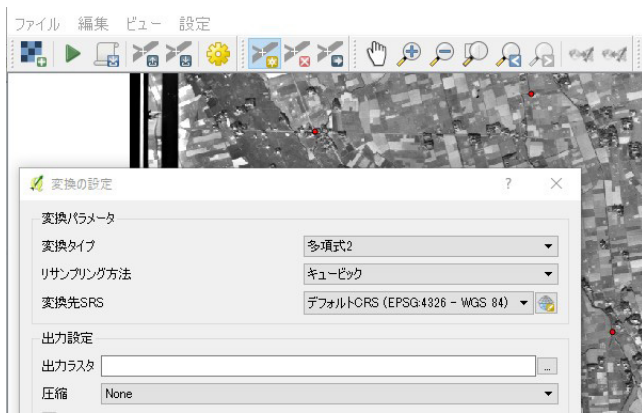 ファイル 編集 ビュー 設定
変換の設定
変換パラメータ
変換タイプ 多項式2
リサンプリング方法 キュービック
変換先SRS デフォルトCRS (EPSG:4326 - WGS 84)
出力設定
出力ラスタ ...
圧縮 None